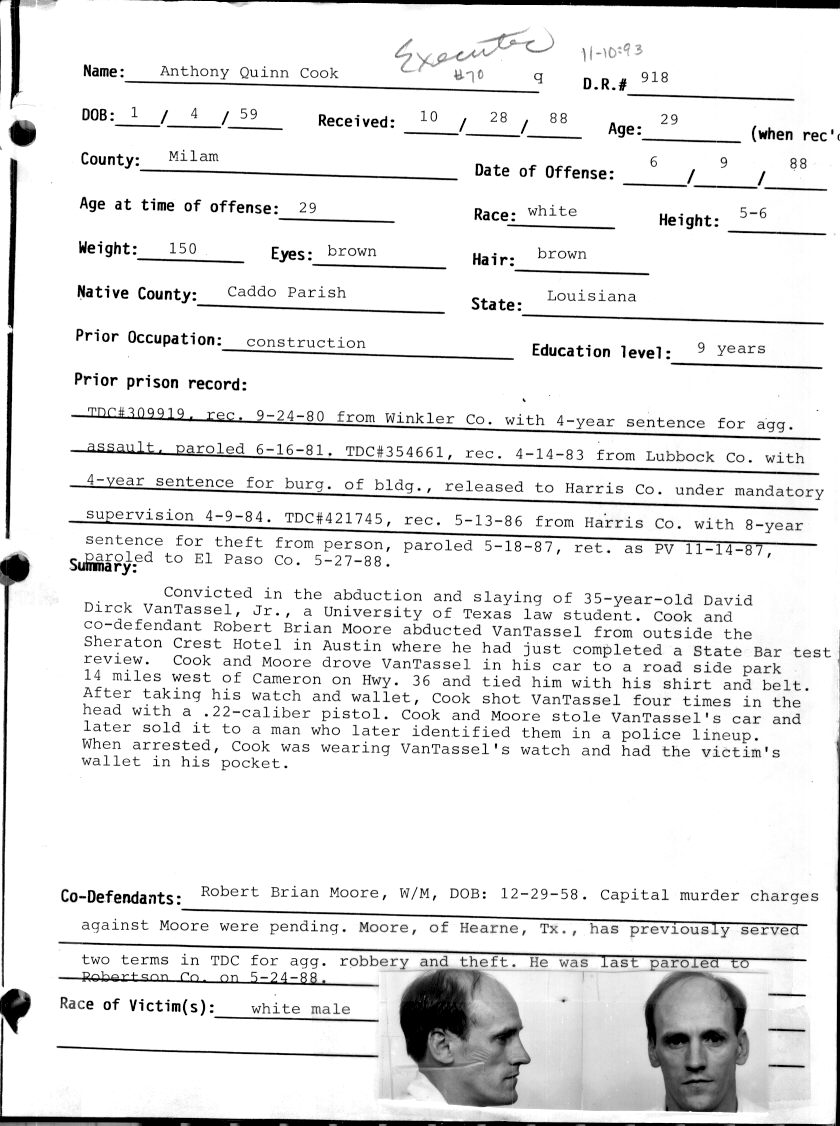 Executed 11-10-93
Name: Anthony Quinn Cook #70 q D.R.# 918
DOB: 1 / 4 / 59 Received: 10 / 28 / 88 Age: 29 (when rec'd
County: Milam Date of Offense: 6 / 9 / 88
Age at time of offense: 29 Race: white Height: 5-6
Weight: 150 Eyes: brown Hair: brown
Native County: Caddo Parish State: Louisiana
Prior Occupation: construction Education level: 9 years
Prior prison record:
TDC#309919, rec. 9-24-80 from Winkler Co. with 4-year sentence for agg.
assault, paroled 6-16-81. TDC#354661, rec. 4-14-83 from Lubbock Co. with
4-year sentence for burg. of bldg., released to Harris Co. under mandatory
supervision 4-9-84. TDC#421745, rec. 5-13-86 from Harris Co. with 8-year
sentence for theft from person, paroled 5-18-87, ret. as PV 11-14-87,
paroled to El Paso Co. 5-27-88.
Summary:
Convicted in the abduction and slaying of 35-year-old David
Dirck VanTassel, Jr., a University of Texas law student. Cook and
co-defendant Robert Brian Moore abducted VanTassel from outside the
Sheraton Crest Hotel in Austin where he had just completed a State Bar test
review. Cook and Moore drove VanTassel in his car to a road side park
14 miles west of Cameron on Hwy. 36 and tied him with his shirt and belt.
After taking his watch and wallet, Cook shot VanTassel four times in the
head with a .22-caliber pistol. Cook and Moore stole VanTassel's car and
later sold it to a man who later identified them in a police lineup.
When arrested, Cook was wearing VanTassel's watch and had the victim's
wallet in his pocket.
Co-Defendants: Robert Brian Moore, W/M, DOB: 12-29-58. Capital murder charges
against Moore were pending. Moore, of Hearne, Tx., has previously served
two terms in TDC for agg. robbery and theft. He was last paroled to
Robertson Co. on 5-24-88.
Race of Victim(s): white male